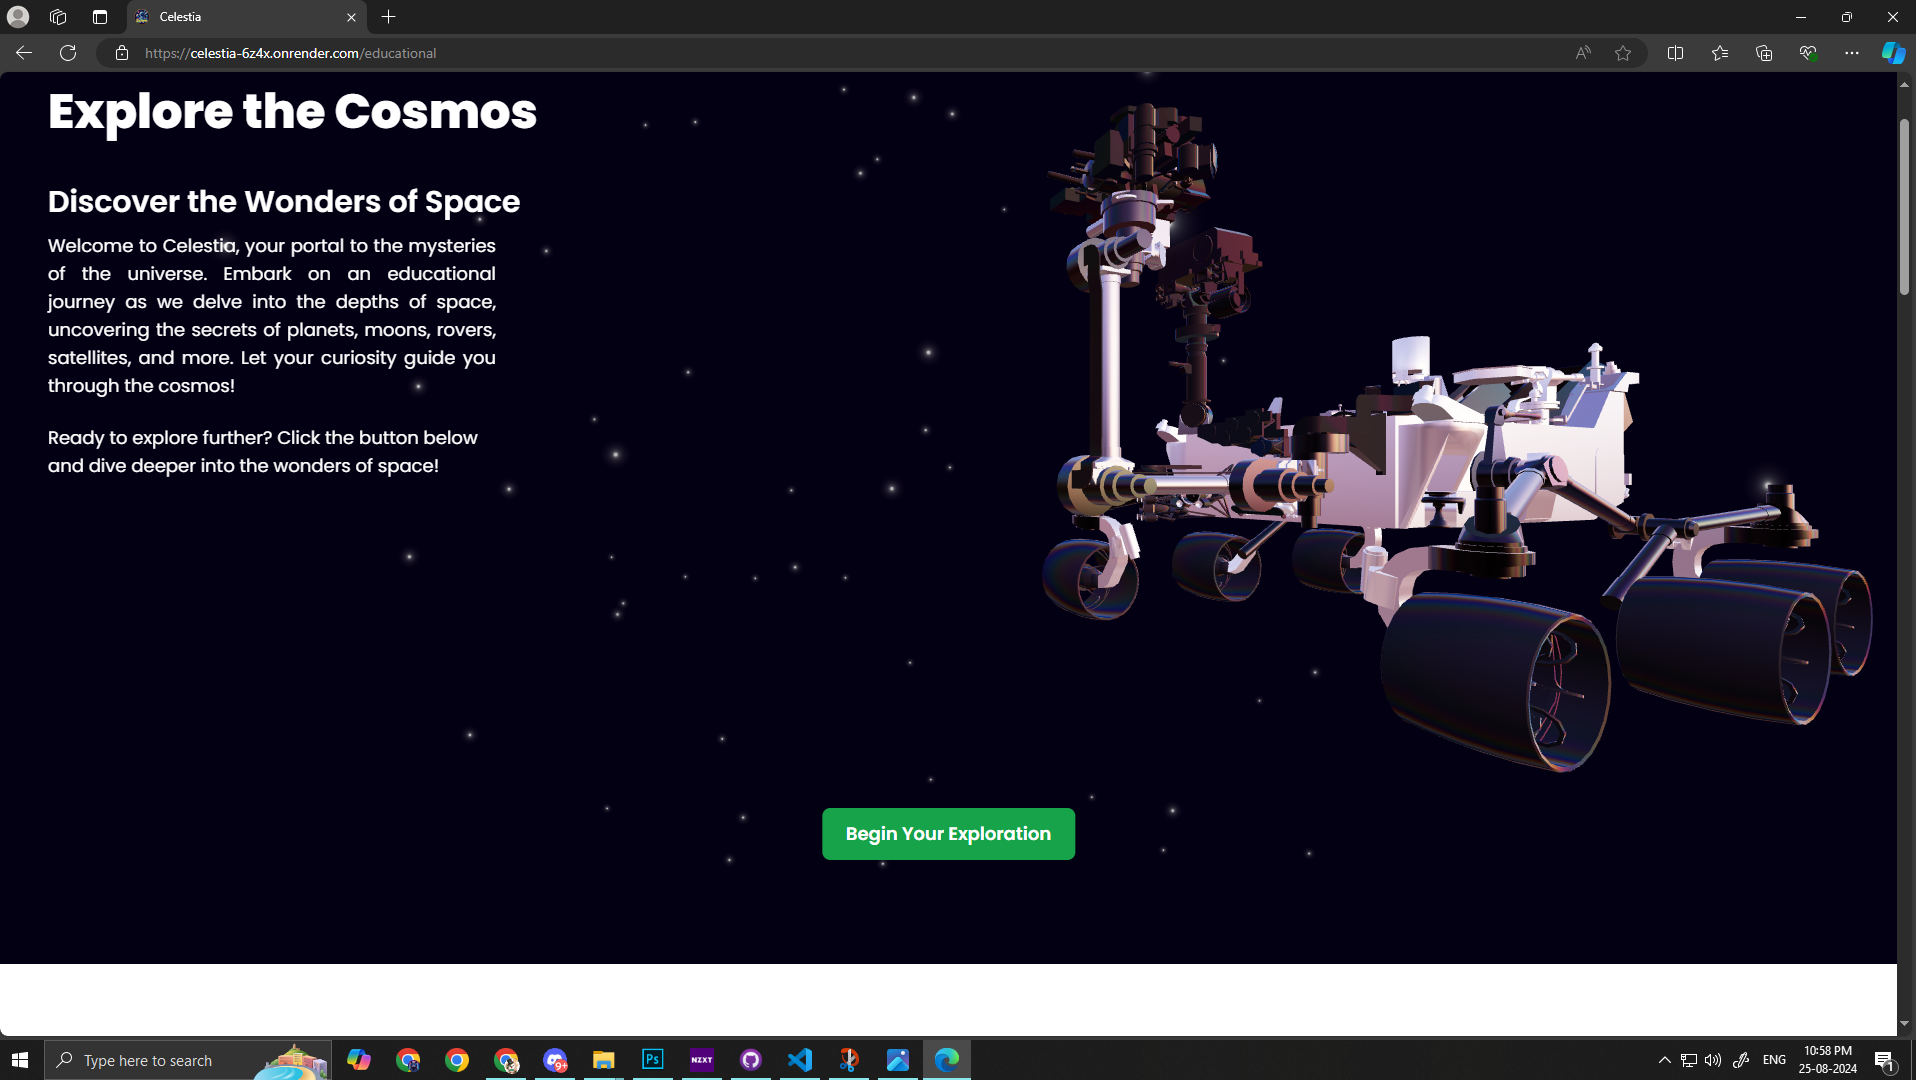 Celestia
https://celestia-6z4x.onrender.com/educational
Explore the Cosmos
Discover the Wonders of Space
Welcome to Celestia, your portal to the mysteries
of the universe. Embark on an educational
journey as we delve into the depths of space,
uncovering the secrets of planets, moons, rovers,
satellites, and more. Let your curiosity guide you
through the cosmos!
Ready to explore further? Click the button below
and dive deeper into the wonders of space!
Begin Your Exploration
Type here to search
9+
Ps
NZXT
ENG
10:58 PM
25-08-2024
1